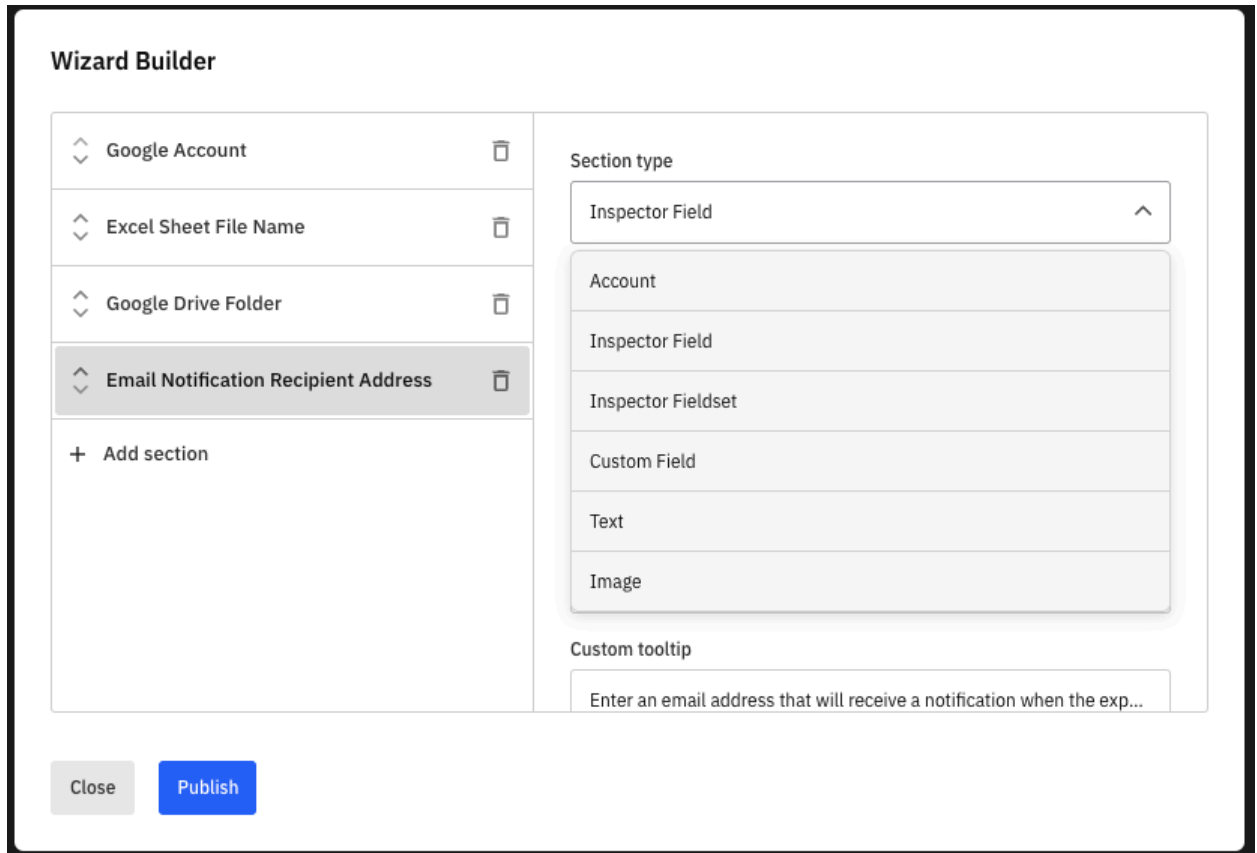 Wizard Builder
Google Account
Excel Sheet File Name
Google Drive Folder
Email Notification Recipient Address
+ Add section
Section type
Inspector Field
Account
Inspector Field
Inspector Fieldset
Custom Field
Text
Image
Custom tooltip
Enter an email address that will receive a notification when the exp...
Close
Publish